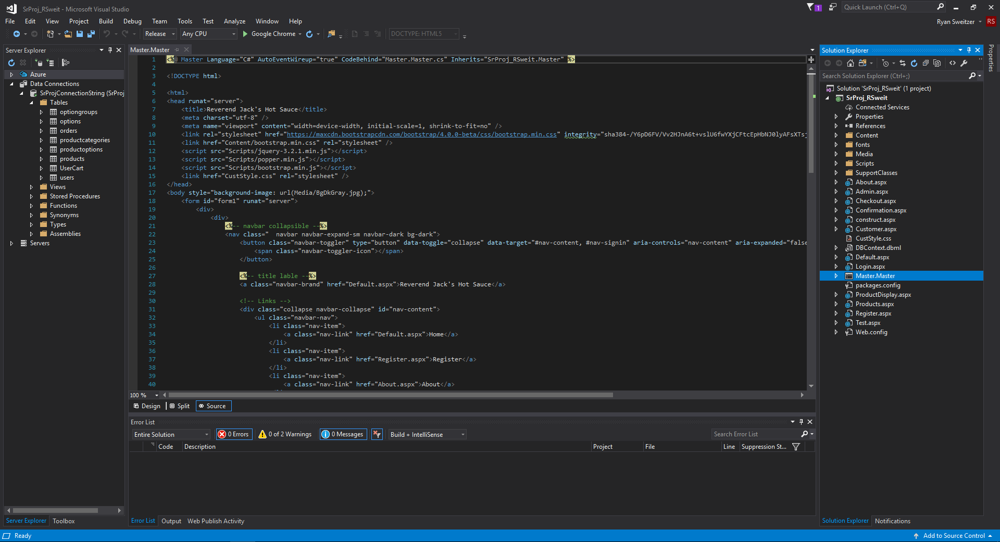 SrProj_RSweit - Microsoft Visual Studio
1
Quick Launch (Ctrl+Q)
File Edit View Project Build Debug Team Tools Test Analyze Window Help
Ryan Sweitzer RS
Release Any CPU Google Chrome DOCTYPE: HTML5
Server Explorer
Azure
Data Connections
SrProjConnectionString (SrProj
Tables
optiongroups
options
orders
productcategories
productoptions
products
UserCart
users
Views
Stored Procedures
Functions
Synonyms
Types
Assemblies
Servers
Server Explorer Toolbox
Master.Master
1 <%@ Master Language="C#" AutoEventWireup="true" CodeBehind="Master.Master.cs" Inherits="SrProj_RSweit.Master" %>
2
3 <!DOCTYPE html>
4
5 <html>
6 <head runat="server">
7 <title>Reverend Jack's Hot Sauce</title>
8 <meta charset="utf-8" />
9 <meta name="viewport" content="width=device-width, initial-scale=1, shrink-to-fit=no" />
10 <link rel="stylesheet" href="https://maxcdn.bootstrapcdn.com/bootstrap/4.0.0-beta/css/bootstrap.min.css" integrity="sha384-/Y6pD6FV/Vv2HJnA6t+vslU6fwYXjCFtcEpHbNJ0lyAFsXTsj
11 <link href="Content/bootstrap.min.css" rel="stylesheet" />
12 <script src="Scripts/jquery-3.2.1.min.js"></script>
13 <script src="Scripts/popper.min.js"></script>
14 <script src="Scripts/bootstrap.min.js"></script>
15 <link href="CustStyle.css" rel="stylesheet" />
16 </head>
17 <body style="background-image: url(Media/BgDkGray.jpg);">
18 <form id="form1" runat="server">
19 <div>
20 <div>
21 <%-- navbar collapsible --%>
22 <nav class="  navbar navbar-expand-sm navbar-dark bg-dark">
23 <button class="navbar-toggler" type="button" data-toggle="collapse" data-target="#nav-content, #nav-signin" aria-controls="nav-content" aria-expanded="false
24 <span class="navbar-toggler-icon"></span>
25 </button>
26
27 <%-- title lable --%>
28 <a class="navbar-brand" href="Default.aspx">Reverend Jack's Hot Sauce</a>
29
30 <!-- Links -->
31 <div class="collapse navbar-collapse" id="nav-content">
32 <ul class="navbar-nav">
33 <li class="nav-item">
34 <a class="nav-link" href="Default.aspx">Home</a>
35 </li>
36 <li class="nav-item">
37 <a class="nav-link" href="Register.aspx">Register</a>
38 </li>
39 <li class="nav-item">
40 <a class="nav-link" href="About.aspx">About</a>
100 %
Design Split Source
Error List
Entire Solution 0 Errors 0 of 2 Warnings 0 Messages Build + IntelliSense Search Error List
Code Description Project File Line Suppression St...
Error List Output Web Publish Activity
Solution Explorer
Search Solution Explorer (Ctrl+;)
Solution 'SrProj_RSweit' (1 project)
SrProj_RSweit
Connected Services
Properties
References
Content
fonts
Media
Scripts
SupportClasses
About.aspx
Admin.aspx
Checkout.aspx
Confirmation.aspx
construct.aspx
Customer.aspx
CustStyle.css
DBContext.dbml
Default.aspx
Login.aspx
Master.Master
packages.config
ProductDisplay.aspx
Products.aspx
Register.aspx
Test.aspx
Web.config
Solution Explorer Notifications
Properties
Ready
Add to Source Control